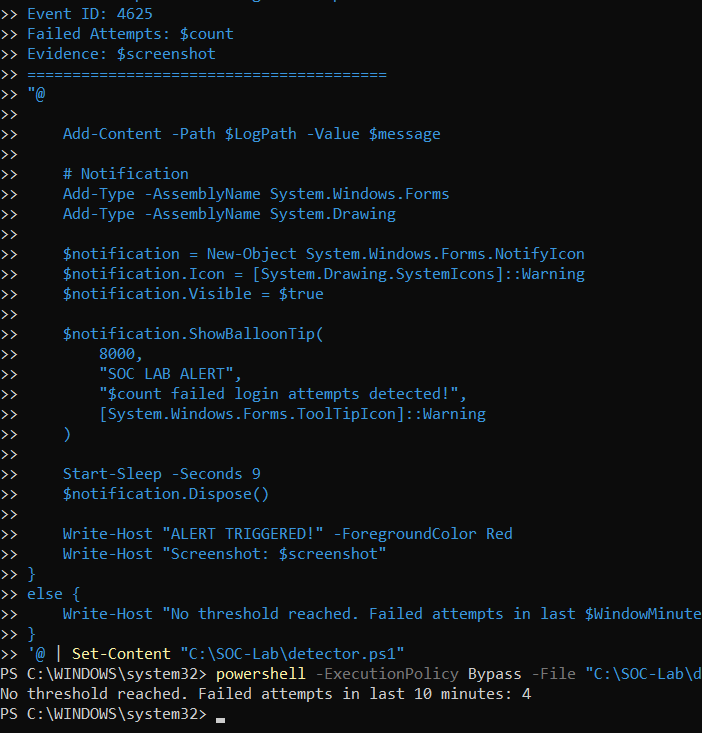 >> Event ID: 4625
>> Failed Attempts: $count
>> Evidence: $screenshot
>> ========================================
>> "@
>>
>>     Add-Content -Path $LogPath -Value $message
>>
>>     # Notification
>>     Add-Type -AssemblyName System.Windows.Forms
>>     Add-Type -AssemblyName System.Drawing
>>
>>     $notification = New-Object System.Windows.Forms.NotifyIcon
>>     $notification.Icon = [System.Drawing.SystemIcons]::Warning
>>     $notification.Visible = $true
>>
>>     $notification.ShowBalloonTip(
>>         8000,
>>         "SOC LAB ALERT",
>>         "$count failed login attempts detected!",
>>         [System.Windows.Forms.ToolTipIcon]::Warning
>>     )
>>
>>     Start-Sleep -Seconds 9
>>     $notification.Dispose()
>>
>>     Write-Host "ALERT TRIGGERED!" -ForegroundColor Red
>>     Write-Host "Screenshot: $screenshot"
>> }
>> else {
>>     Write-Host "No threshold reached. Failed attempts in last $WindowMinute
>> }
>> '@ | Set-Content "C:\SOC-Lab\detector.ps1"
PS C:\WINDOWS\system32> powershell -ExecutionPolicy Bypass -File "C:\SOC-Lab\d
No threshold reached. Failed attempts in last 10 minutes: 4
PS C:\WINDOWS\system32>